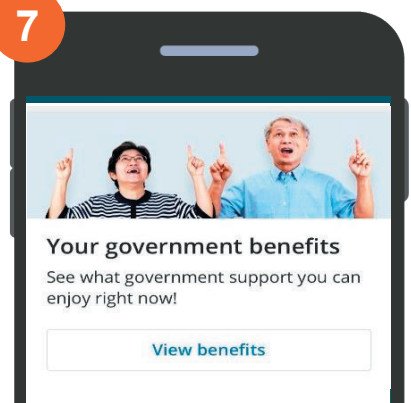 7
Your government benefits
See what government support you can
enjoy right now!
View benefits